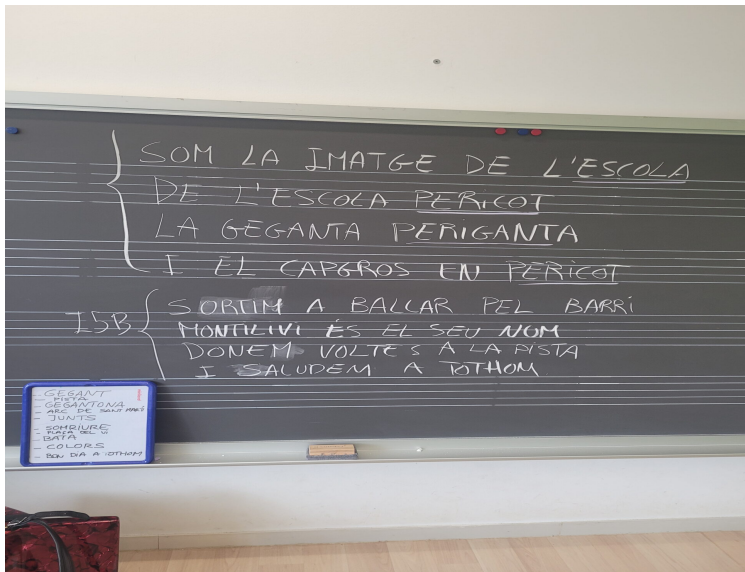 SOM LA IMATGE DE L'ESCOLA
DE L'ESCOLA PERICOT
LA GEGANTA PERIGANTA
I EL CAPGROS EN PERICOT
I5B
SORTIM A BALLAR PEL BARRI
MONTILIVI ÉS EL SEU NOM
DONEM VOLTES A LA PISTA
I SALUDEM A TOTHOM
- GEGANT
- PISTA
- GEGANTONA
- ARC DE SANT MARTÍ
- JUNTS
- SOMRIURE
- PLAÇA DEL VI
- BATA
- COLORS
- BON DIA A TOTHOM